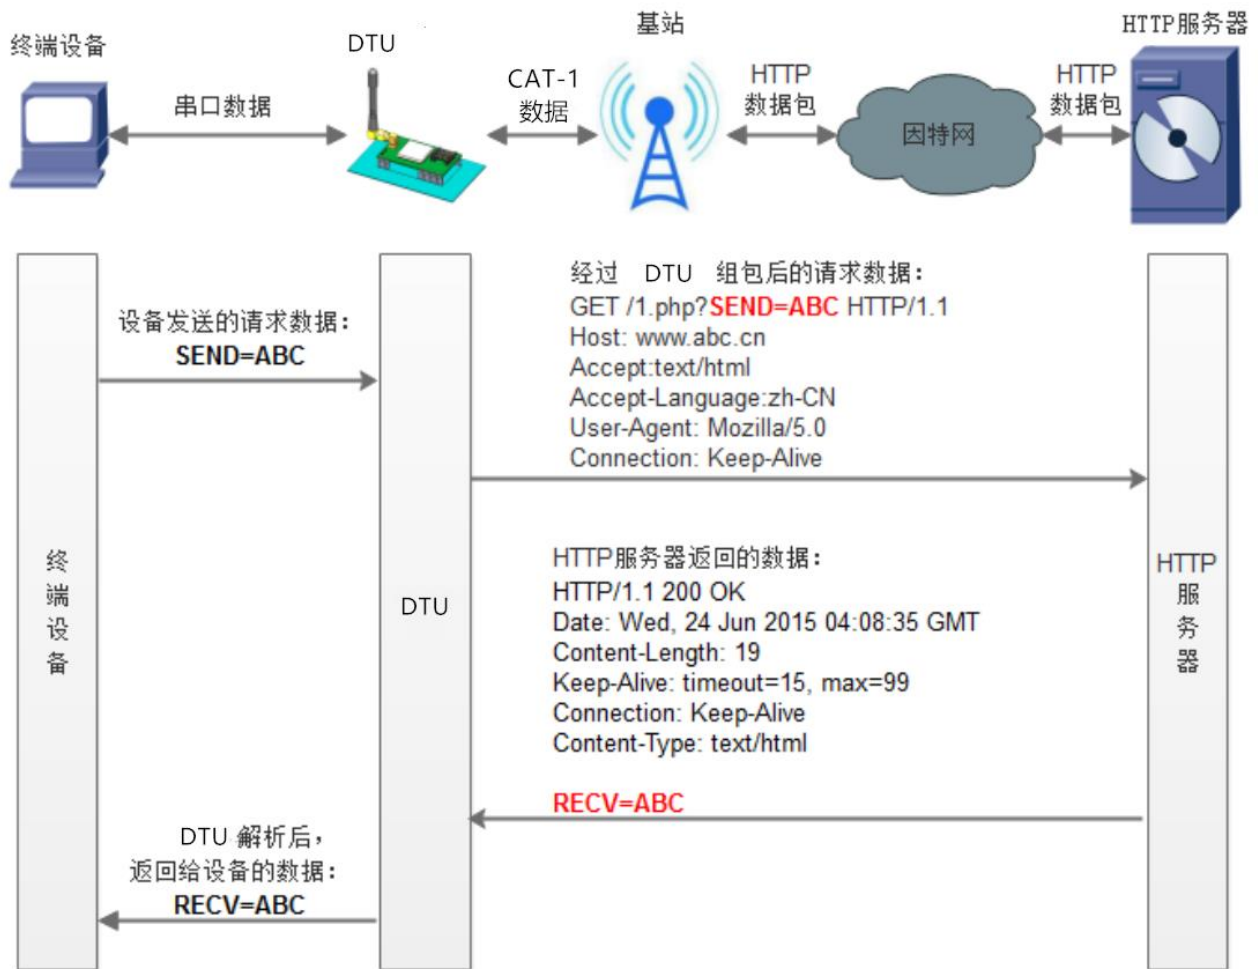 终端设备
DTU
基站
HTTP服务器
串口数据
CAT-1
数据
HTTP
数据包
因特网
HTTP
数据包
设备发送的请求数据：
SEND=ABC
经过 DTU 组包后的请求数据：
GET /1.php?SEND=ABC HTTP/1.1
Host: www.abc.cn
Accept:text/html
Accept-Language:zh-CN
User-Agent: Mozilla/5.0
Connection: Keep-Alive
终端设备
DTU
HTTP
服务器
HTTP服务器返回的数据：
HTTP/1.1 200 OK
Date: Wed, 24 Jun 2015 04:08:35 GMT
Content-Length: 19
Keep-Alive: timeout=15, max=99
Connection: Keep-Alive
Content-Type: text/html
RECV=ABC
DTU 解析后，
返回给设备的数据：
RECV=ABC